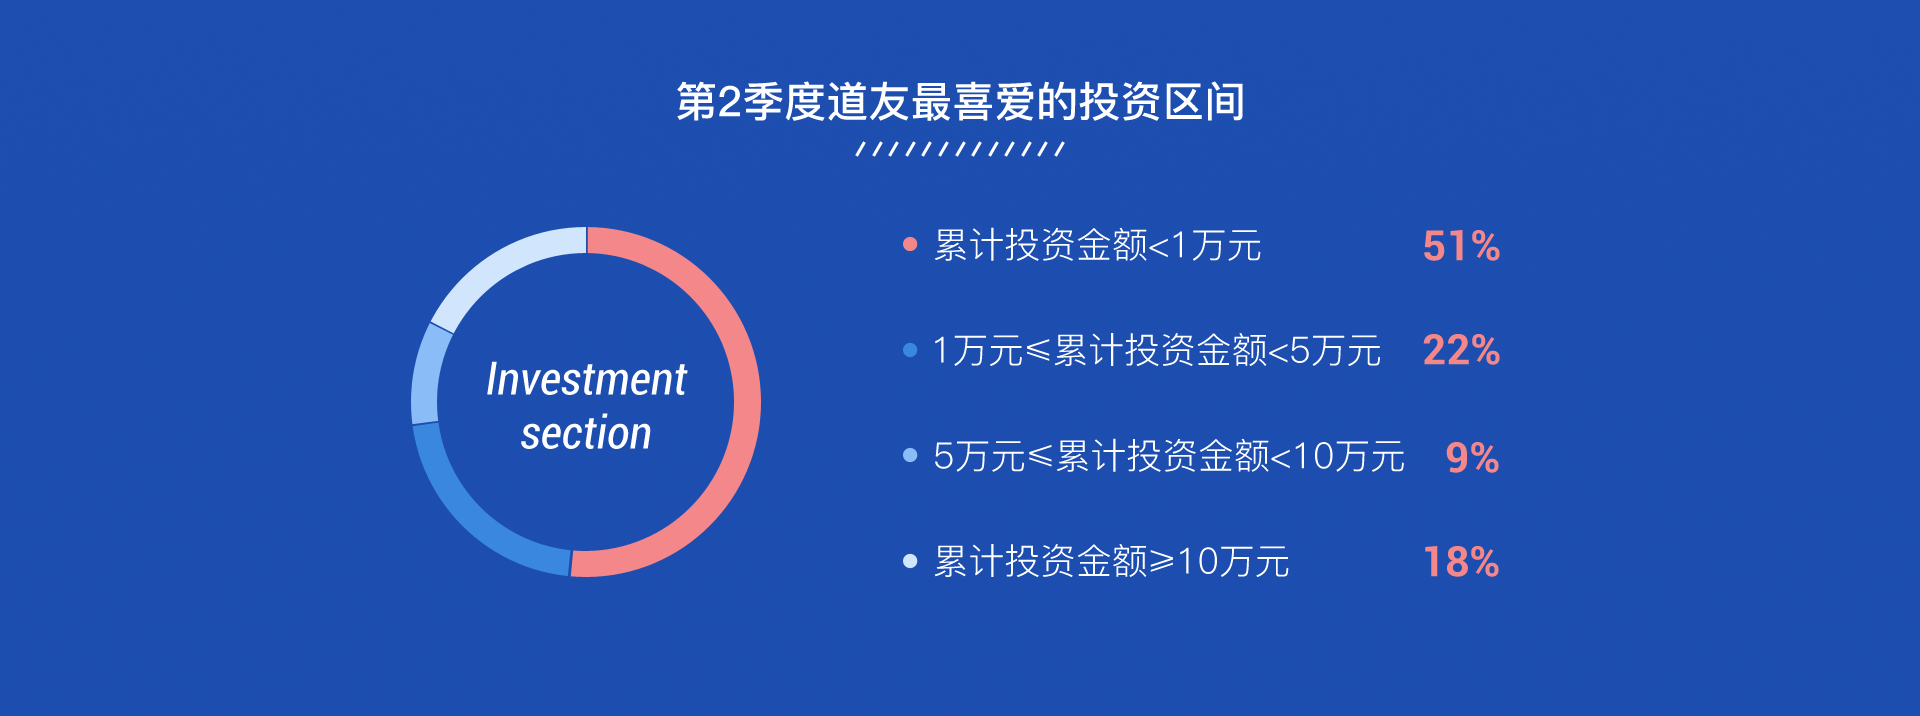 第2季度道友最喜爱的投资区间
Investment
section
累计投资金额<1万元 51%
1万元≤累计投资金额<5万元 22%
5万元≤累计投资金额<10万元 9%
累计投资金额≥10万元 18%